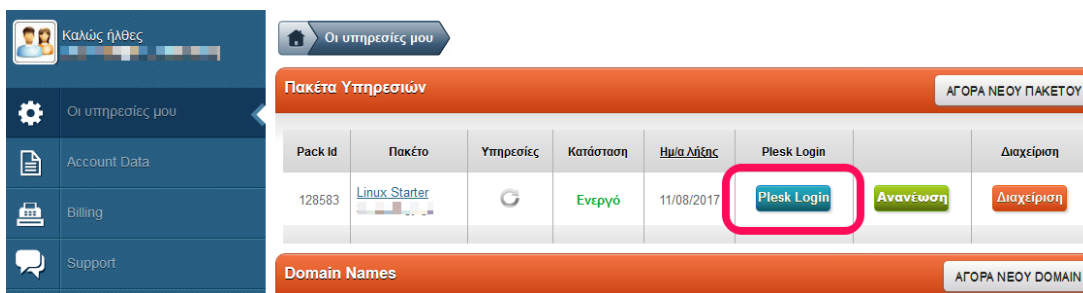 Καλώς ήλθες
Οι υπηρεσίες μου
Οι υπηρεσίες μου
Account Data
Billing
Support
Πακέτα Υπηρεσιών
ΑΓΟΡΑ ΝΕΟΥ ΠΑΚΕΤΟΥ
Pack Id Πακέτο Υπηρεσίες Κατάσταση Ημ/α Λήξης Plesk Login Διαχείριση
128583 Linux Starter Ενεργό 11/08/2017 Plesk Login Ανανέωση Διαχείριση
Domain Names
ΑΓΟΡΑ ΝΕΟΥ DOMAIN